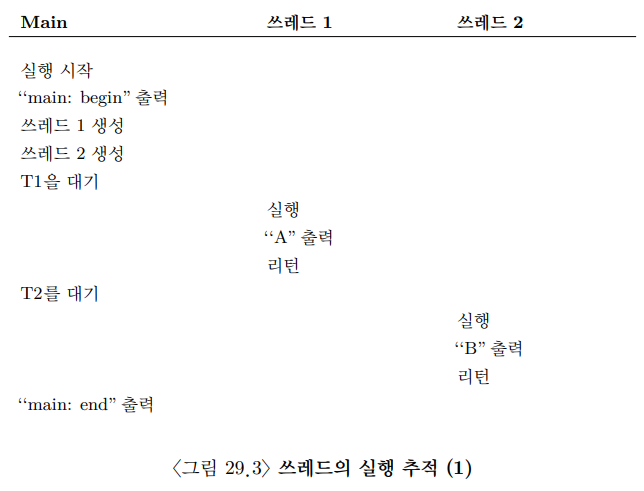 Main 쓰레드 1 쓰레드 2
실행 시작
“main: begin” 출력
쓰레드 1 생성
쓰레드 2 생성
T1을 대기
실행
“A” 출력
리턴
T2를 대기
실행
“B” 출력
리턴
“main: end” 출력
〈그림 29.3〉 쓰레드의 실행 추적 (1)